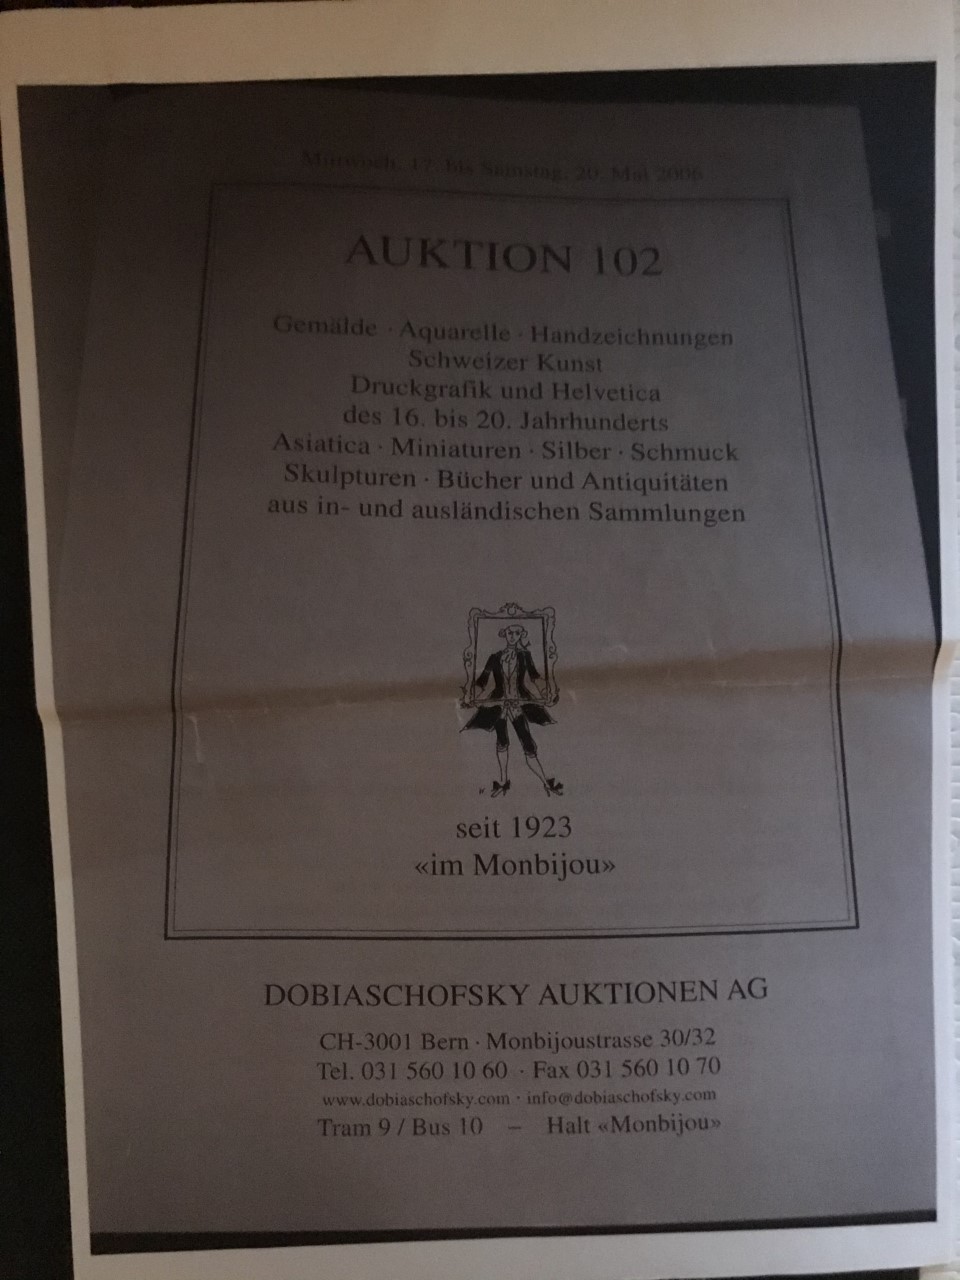 Mittwoch, 17. bis Samstag, 20. Mai 2006
AUKTION 102
Gemälde · Aquarelle · Handzeichnungen
Schweizer Kunst
Druckgrafik und Helvetica
des 16. bis 20. Jahrhunderts
Asiatica · Miniaturen · Silber · Schmuck
Skulpturen · Bücher und Antiquitäten
aus in- und ausländischen Sammlungen
seit 1923
«im Monbijou»
DOBIASCHOFSKY AUKTIONEN AG
CH-3001 Bern · Monbijoustrasse 30/32
Tel. 031 560 10 60 · Fax 031 560 10 70
www.dobiaschofsky.com · info@dobiaschofsky.com
Tram 9 / Bus 10 – Halt «Monbijou»